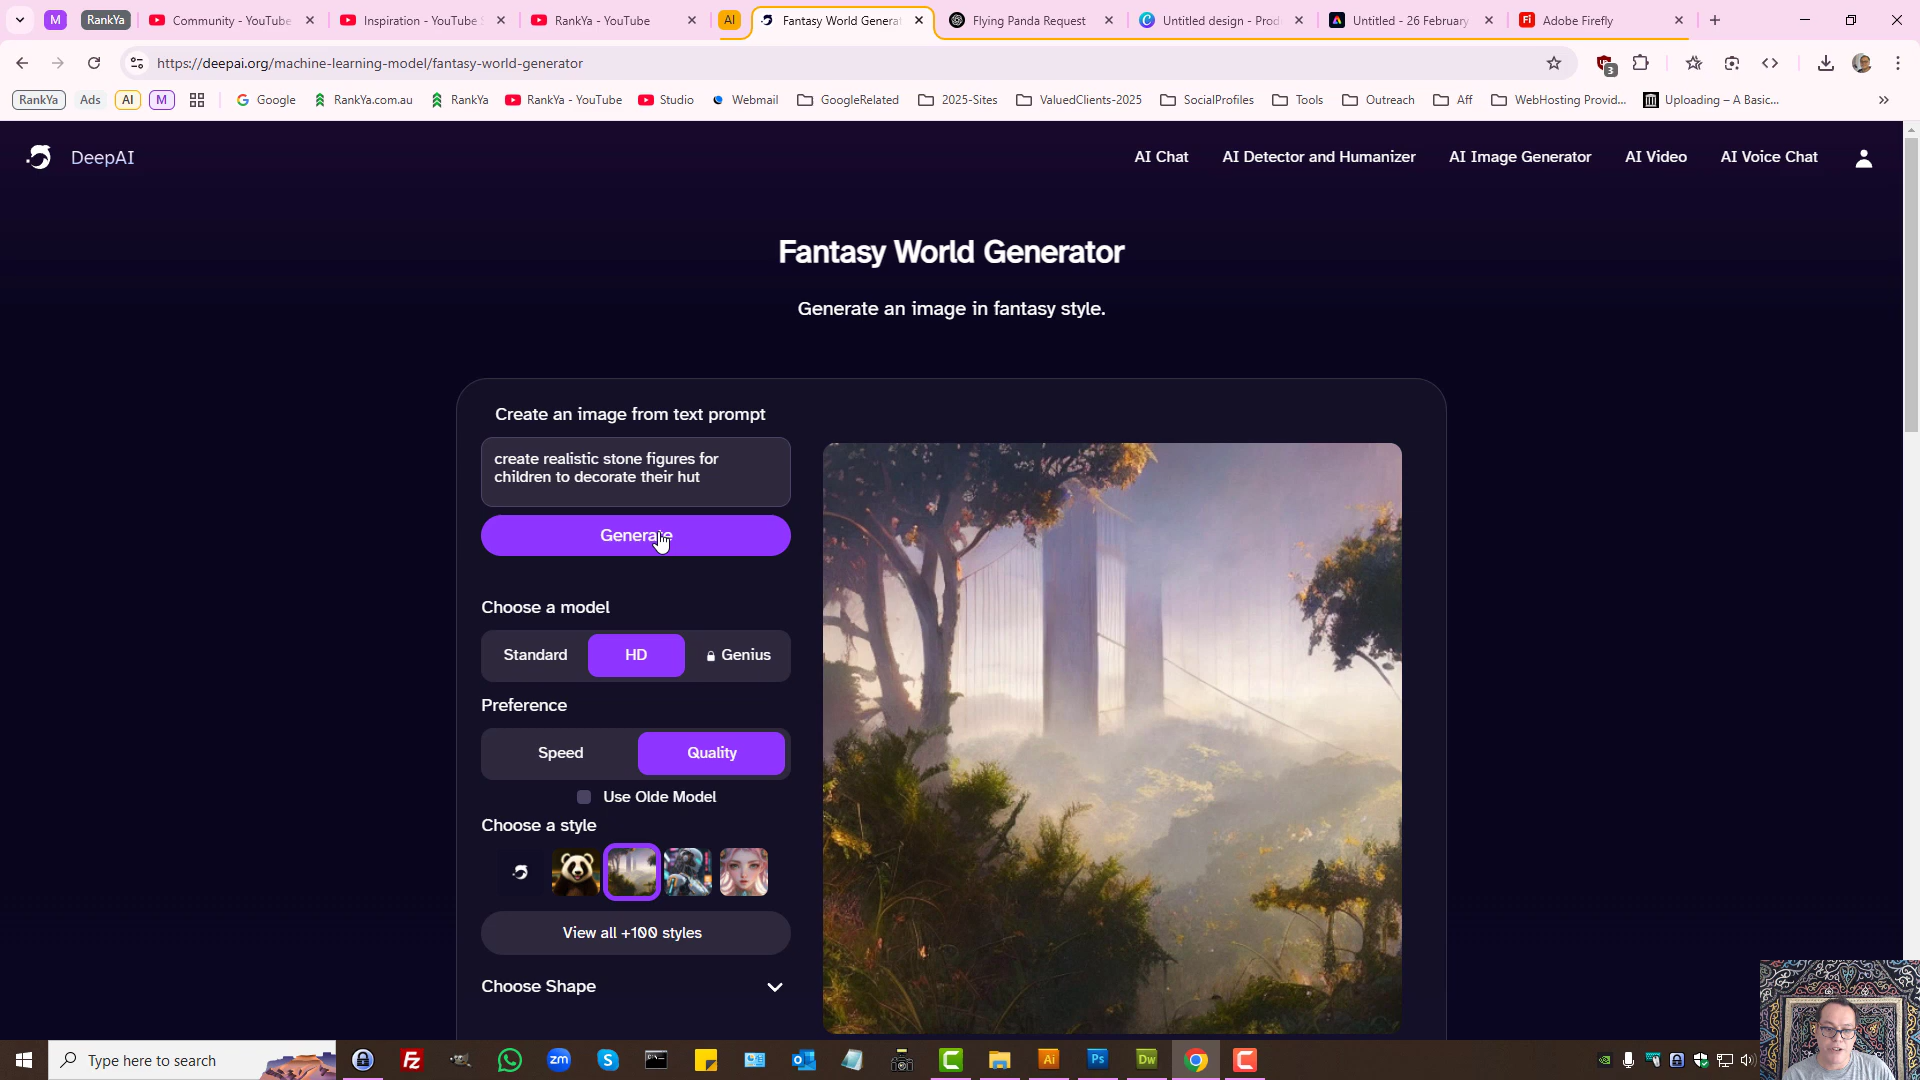 M
RankYa
Community - YouTube
Inspiration - YouTube S
RankYa - YouTube
AI
Fantasy World Generat
Flying Panda Request
Untitled design - Prod
Untitled - 26 February
Adobe Firefly
https://deepai.org/machine-learning-model/fantasy-world-generator
3
RankYa
Ads
AI
M
Google
RankYa.com.au
RankYa
RankYa - YouTube
Studio
Webmail
GoogleRelated
2025-Sites
ValuedClients-2025
SocialProfiles
Tools
Outreach
Aff
WebHosting Provid...
Uploading – A Basic...
DeepAI
AI Chat
AI Detector and Humanizer
AI Image Generator
AI Video
AI Voice Chat
Fantasy World Generator
Generate an image in fantasy style.
Create an image from text prompt
create realistic stone figures for
children to decorate their hut
Generate
Choose a model
Standard
HD
Genius
Preference
Speed
Quality
Use Olde Model
Choose a style
View all +100 styles
Choose Shape
Type here to search
Fz
zm
S
Ai
Ps
Dw